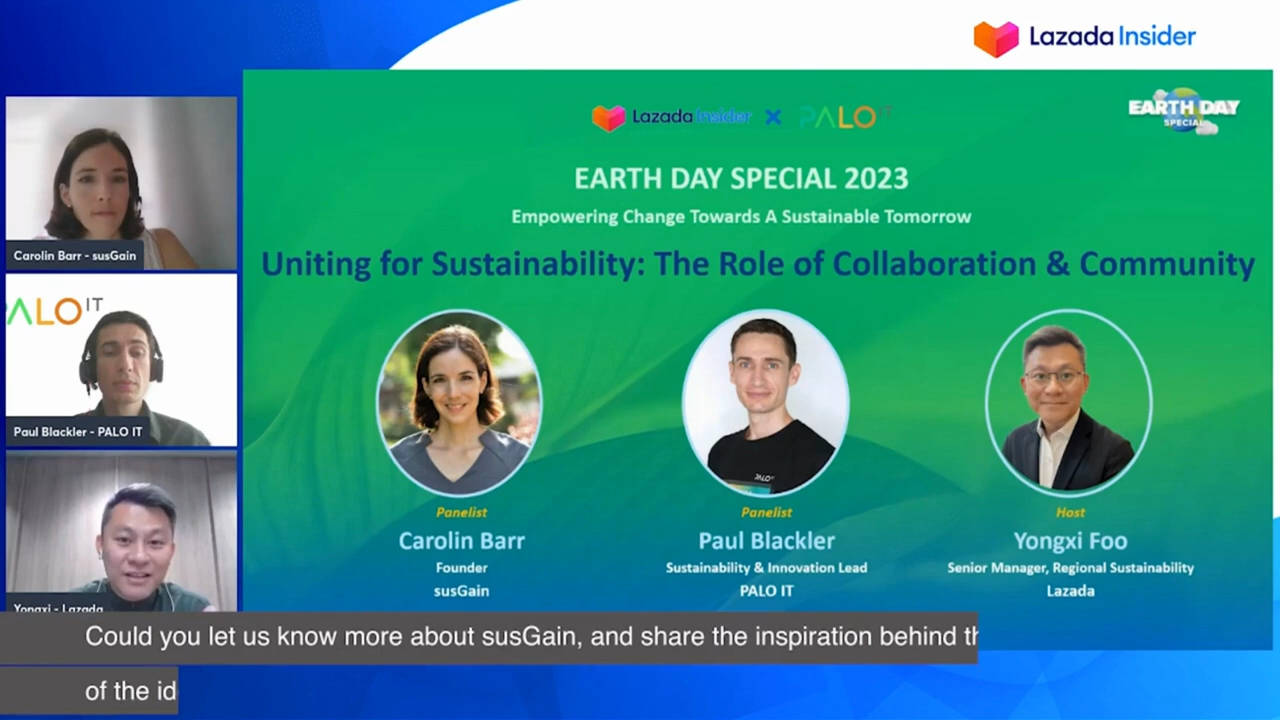 Lazada Insider
Lazada Insider X PALO IT
EARTH DAY
SPECIAL
EARTH DAY SPECIAL 2023
Empowering Change Towards A Sustainable Tomorrow
Uniting for Sustainability: The Role of Collaboration & Community
Carolin Barr - susGain
PALO IT
Paul Blackler - PALO IT
Yongxi - Lazada
Panelist
Carolin Barr
Founder
susGain
Panelist
Paul Blackler
Sustainability & Innovation Lead
PALO IT
Host
Yongxi Foo
Senior Manager, Regional Sustainability
Lazada
Could you let us know more about susGain, and share the inspiration behind
of the